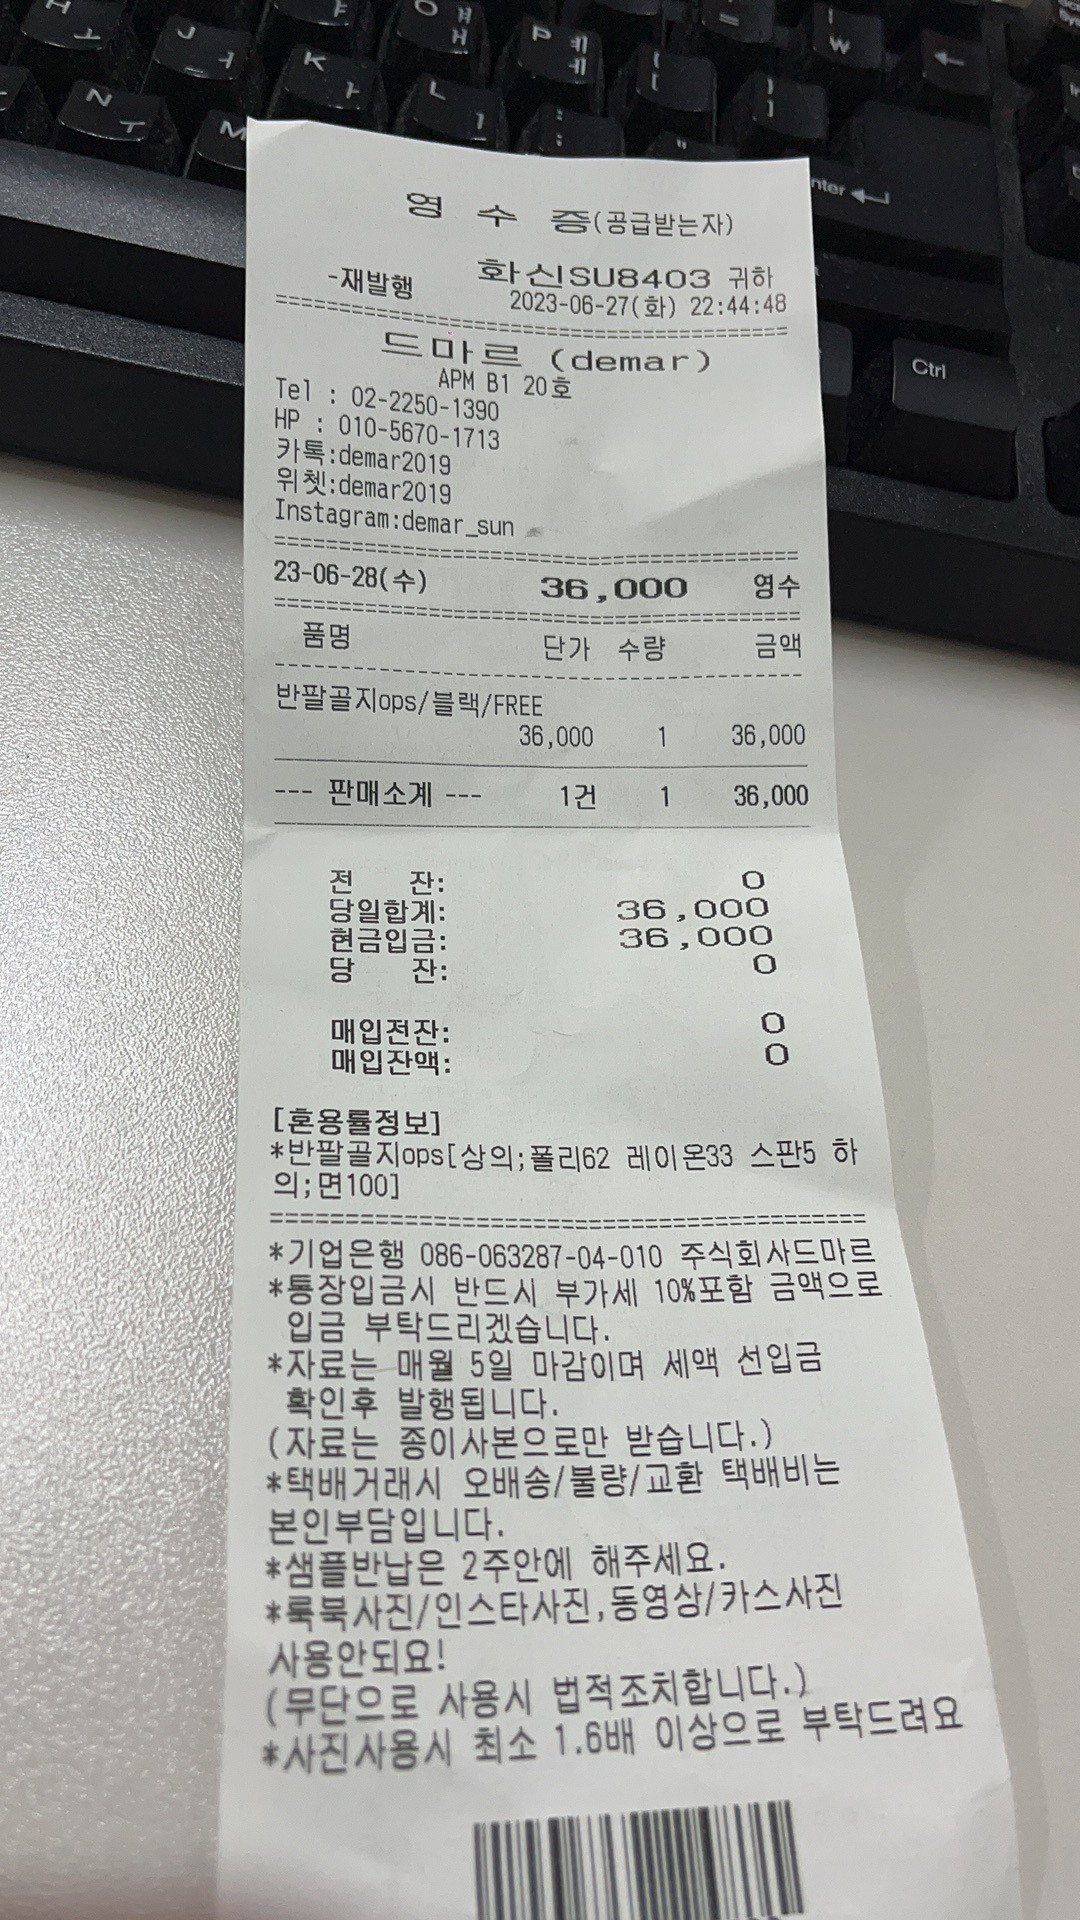 영 수 증(공급받는자)
-재발행 화신SU8403 귀하
2023-06-27(화) 22:44:48
========================================
드마르 (demar)
APM B1 20호
Tel : 02-2250-1390
HP : 010-5670-1713
카톡:demar2019
위쳇:demar2019
Instagram:demar_sun
========================================
23-06-28(수) 36,000 영수
========================================
품명 단가 수량 금액
반팔골지ops/블랙/FREE
36,000 1 36,000
--- 판매소계 --- 1건 1 36,000
전 잔: 0
당일합계: 36,000
현금입금: 36,000
당 잔: 0
매입전잔: 0
매입잔액: 0
[혼용률정보]
*반팔골지ops[상의;폴리62 레이온33 스판5 하
의;면100]
========================================
*기업은행 086-063287-04-010 주식회사드마르
*통장입금시 반드시 부가세 10%포함 금액으로
입금 부탁드리겠습니다.
*자료는 매월 5일 마감이며 세액 선입금
확인후 발행됩니다.
(자료는 종이사본으로만 받습니다.)
*택배거래시 오배송/불량/교환 택배비는
본인부담입니다.
*샘플반납은 2주안에 해주세요.
*룩북사진/인스타사진,동영상/카스사진
사용안되요!
(무단으로 사용시 법적조치합니다.)
*사진사용시 최소 1.6배 이상으로 부탁드려요
J ㅓ
K ㅏ
L ㅣ
N ㅜ
M
P ㅖ ㅔ
W
Enter
Ctrl